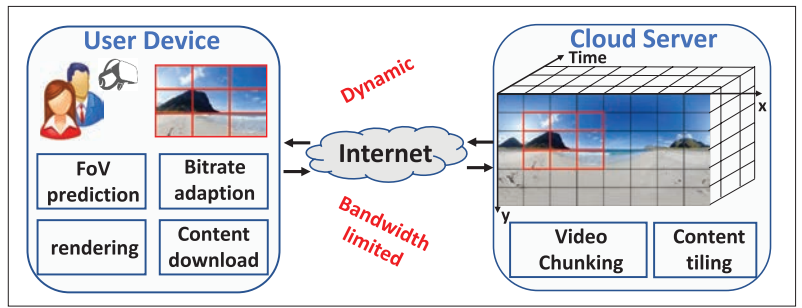 User Device
FoV
prediction
Bitrate
adaption
rendering
Content
download
Dynamic
Internet
Bandwidth
limited
Cloud Server
Time
x
y
Video
Chunking
Content
tiling